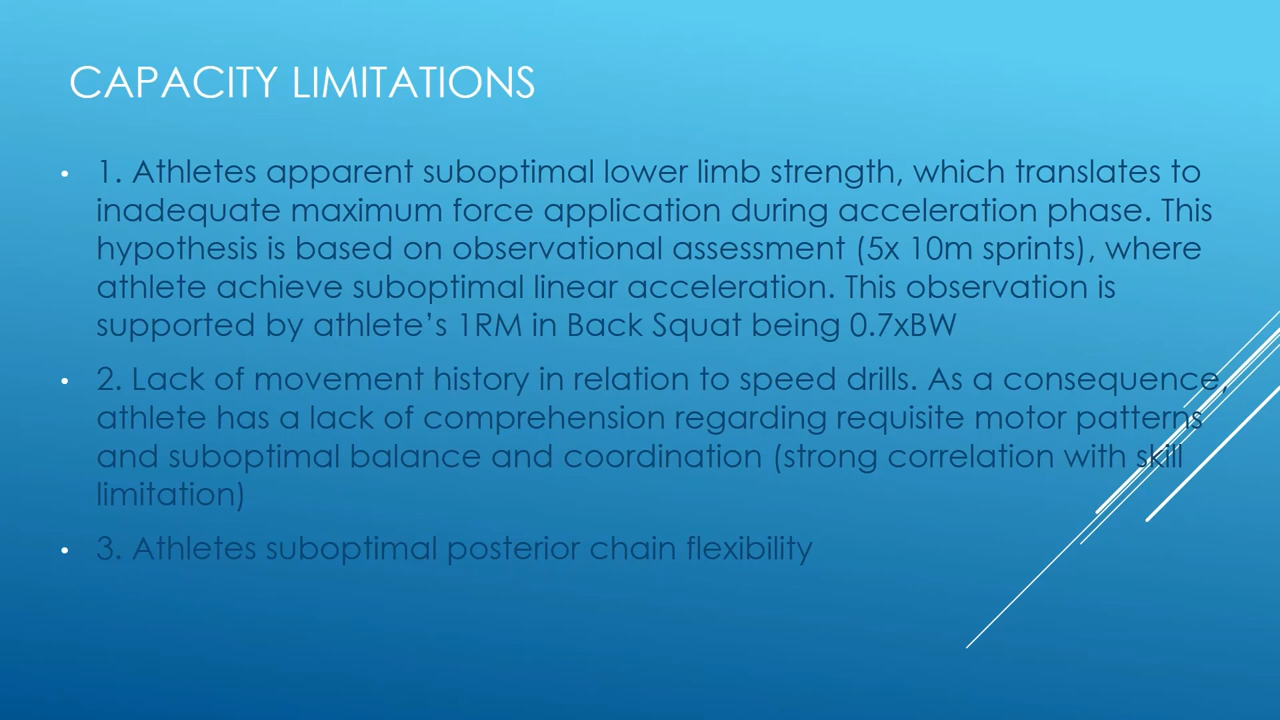 CAPACITY LIMITATIONS
• 1. Athletes apparent suboptimal lower limb strength, which translates to
inadequate maximum force application during acceleration phase. This
hypothesis is based on observational assessment (5x 10m sprints), where
athlete achieve suboptimal linear acceleration. This observation is
supported by athlete’s 1RM in Back Squat being 0.7xBW
• 2. Lack of movement history in relation to speed drills. As a consequence,
athlete has a lack of comprehension regarding requisite motor patterns
and suboptimal balance and coordination (strong correlation with skill
limitation)
• 3. Athletes suboptimal posterior chain flexibility